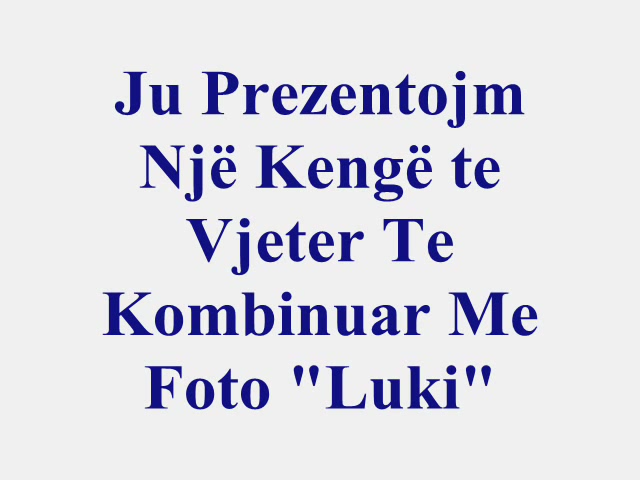 Ju Prezentojm
Një Kengë te
Vjeter Te
Kombinuar Me
Foto "Luki"